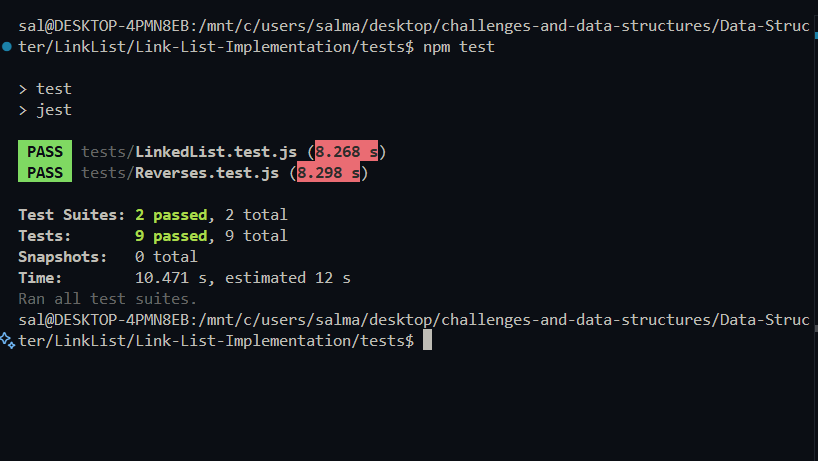 sal@DESKTOP-4PMN8EB:/mnt/c/users/salma/desktop/challenges-and-data-structures/Data-Struc
ter/LinkList/Link-List-Implementation/tests$ npm test
> test
> jest
PASS tests/LinkedList.test.js (8.268 s)
PASS tests/Reverses.test.js (8.298 s)
Test Suites: 2 passed, 2 total
Tests:       9 passed, 9 total
Snapshots:   0 total
Time:        10.471 s, estimated 12 s
Ran all test suites.
sal@DESKTOP-4PMN8EB:/mnt/c/users/salma/desktop/challenges-and-data-structures/Data-Struc
ter/LinkList/Link-List-Implementation/tests$